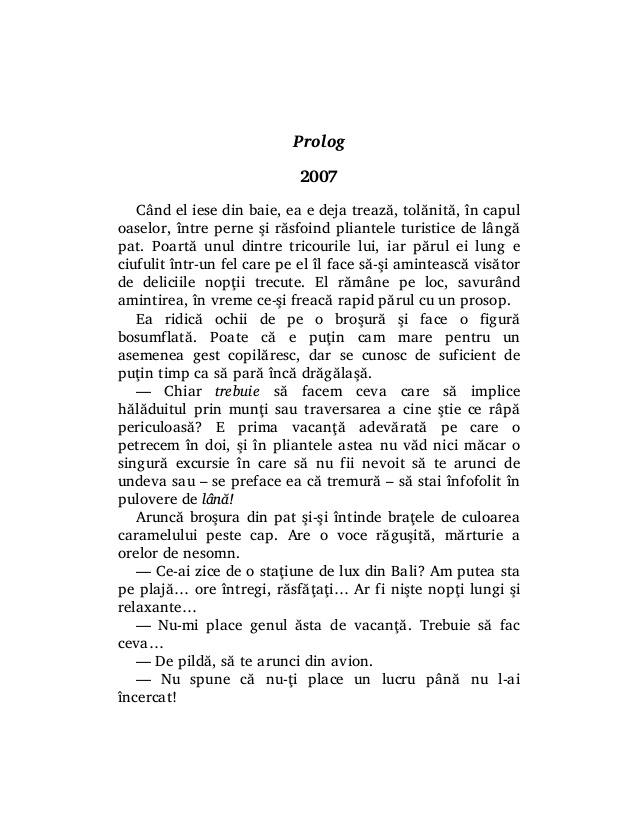 Prolog
2007
Când el iese din baie, ea e deja trează, tolănită, în capul
oaselor, între perne şi răsfoind pliantele turistice de lângă
pat. Poartă unul dintre tricourile lui, iar părul ei lung e
ciufulit într-un fel care pe el îl face să-şi amintească visător
de deliciile nopţii trecute. El rămâne pe loc, savurând
amintirea, în vreme ce-şi freacă rapid părul cu un prosop.
Ea ridică ochii de pe o broşură şi face o figură
bosumflată. Poate că e puţin cam mare pentru un
asemenea gest copilăresc, dar se cunosc de suficient de
puţin timp ca să pară încă drăgălaşă.
— Chiar trebuie să facem ceva care să implice
hălăduitul prin munţi sau traversarea a cine ştie ce râpă
periculoasă? E prima vacanţă adevărată pe care o
petrecem în doi, şi în pliantele astea nu văd nici măcar o
singură excursie în care să nu fii nevoit să te arunci de
undeva sau – se preface ea că tremură – să stai înfofolit în
pulovere de lână!
Aruncă broşura din pat şi-şi întinde braţele de culoarea
caramelului peste cap. Are o voce răguşită, mărturie a
orelor de nesomn.
— Ce-ai zice de o staţiune de lux din Bali? Am putea sta
pe plajă… ore întregi, răsfăţaţi… Ar fi nişte nopţi lungi şi
relaxante…
— Nu-mi place genul ăsta de vacanţă. Trebuie să fac
ceva…
— De pildă, să te arunci din avion.
— Nu spune că nu-ţi place un lucru până nu l-ai
încercat!